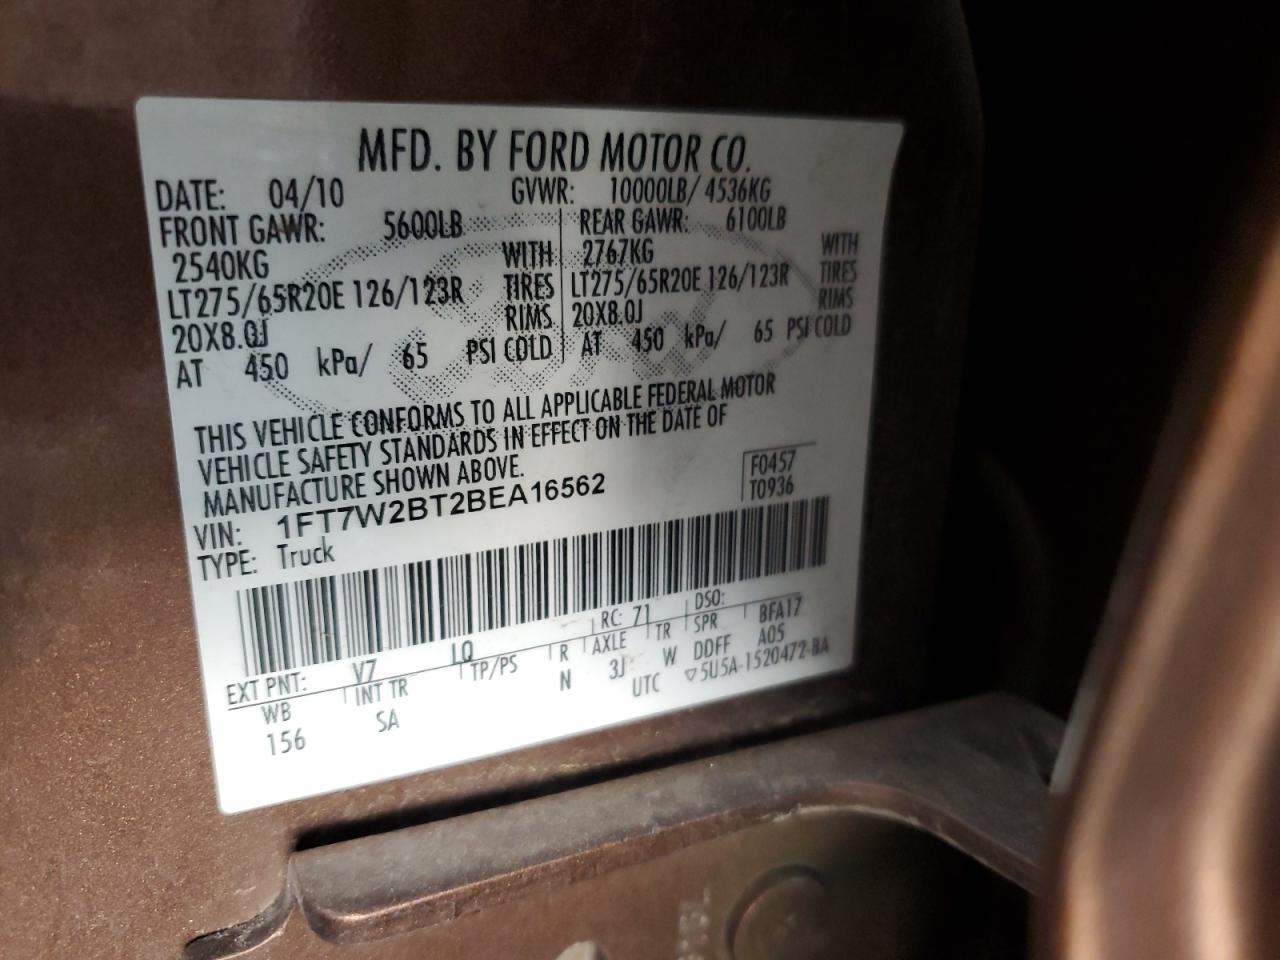 MFD. BY FORD MOTOR CO.
DATE: 04/10 GVWR: 10000LB/ 4536KG
FRONT GAWR: 5600LB REAR GAWR: 6100LB
2540KG WITH 2767KG WITH
LT275/65R20E 126/123R TIRES LT275/65R20E 126/123R TIRES
20X8.0J RIMS 20X8.0J RIMS
AT 450 kPa/ 65 PSI COLD AT 450 kPa/ 65 PSI COLD
THIS VEHICLE CONFORMS TO ALL APPLICABLE FEDERAL MOTOR
VEHICLE SAFETY STANDARDS IN EFFECT ON THE DATE OF
MANUFACTURE SHOWN ABOVE.
F0457
T0936
VIN: 1FT7W2BT2BEA16562
TYPE: Truck
EXT PNT: V7 LQ RC: 71 DSO:
WB INT TR TP/PS R AXLE TR SPR BFA17
156 SA N 3J W DDFF A05
UTC ▽5U5A-1520472-BA